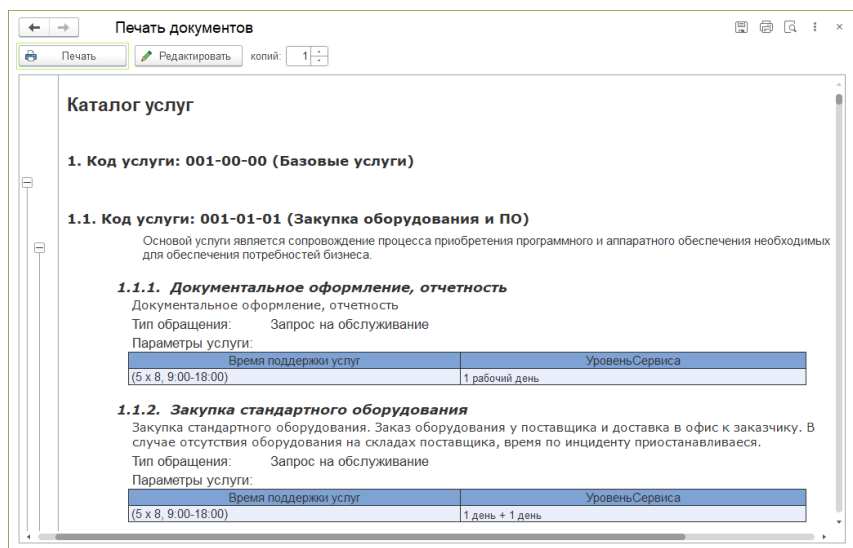 Печать документов
Печать Редактировать копий: 1
Каталог услуг
1. Код услуги: 001-00-00 (Базовые услуги)
1.1. Код услуги: 001-01-01 (Закупка оборудования и ПО)
Основой услуги является сопровождение процесса приобретения программного и аппаратного обеспечения необходимых
для обеспечения потребностей бизнеса.
1.1.1. Документальное оформление, отчетность
Документальное оформление, отчетность
Тип обращения: Запрос на обслуживание
Параметры услуги:
Время поддержки услуг УровеньСервиса
(5 x 8, 9:00-18:00) 1 рабочий день
1.1.2. Закупка стандартного оборудования
Закупка стандартного оборудования. Заказ оборудования у поставщика и доставка в офис к заказчику. В
случае отсутствия оборудования на складах поставщика, время по инциденту приостанавливаеся.
Тип обращения: Запрос на обслуживание
Параметры услуги:
Время поддержки услуг УровеньСервиса
(5 x 8, 9:00-18:00) 1 день + 1 день